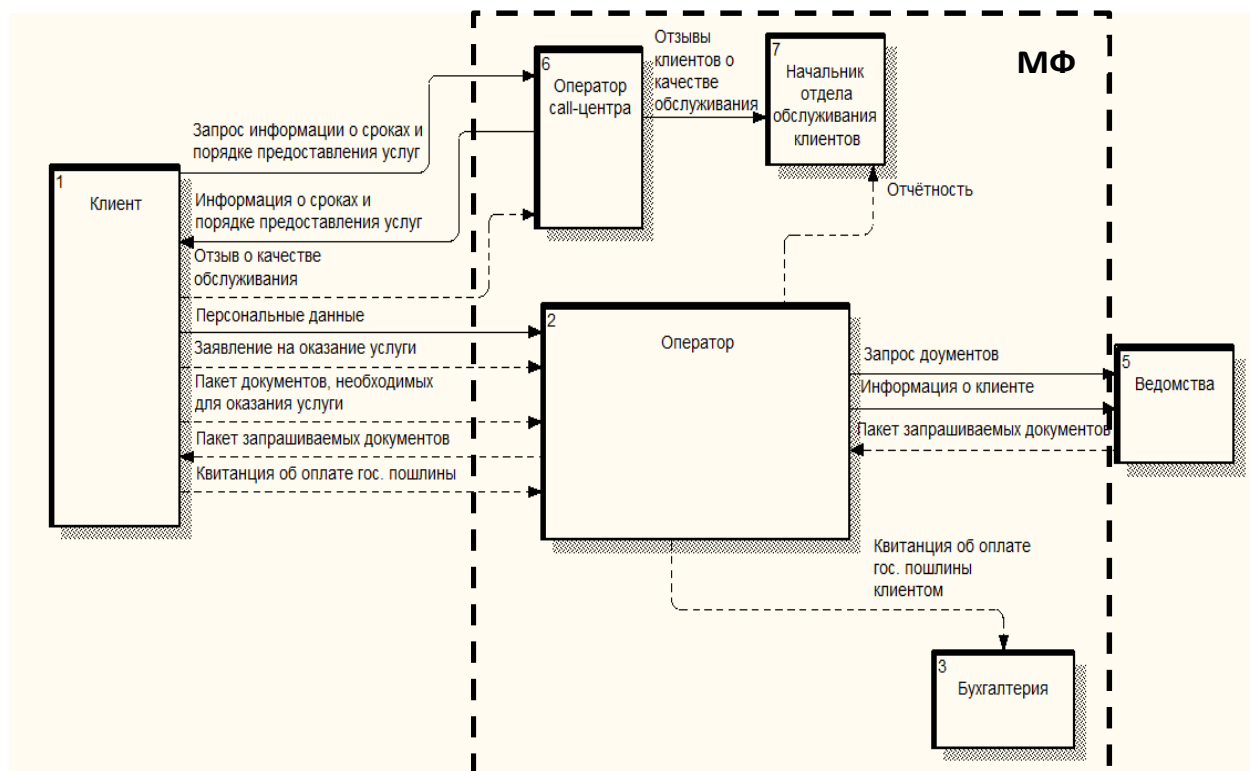 6
Оператор
call-центра
Отзывы
клиентов о
качестве
обслуживания
7
Начальник
отдела
обслуживания
клиентов
МФ
Запрос информации о сроках и
порядке предоставления услуг
1
Клиент
Информация о сроках и
порядке предоставления услуг
Отчётность
Отзыв о качестве
обслуживания
Персональные данные
Заявление на оказание услуги
Пакет документов, необходимых
для оказания услуги
Пакет запрашиваемых документов
Квитанция об оплате гос. пошлины
2
Оператор
Запрос доументов
Информация о клиенте
Пакет запрашиваемых документов
5
Ведомства
Квитанция об оплате
гос. пошлины
клиентом
3
Бухгалтерия